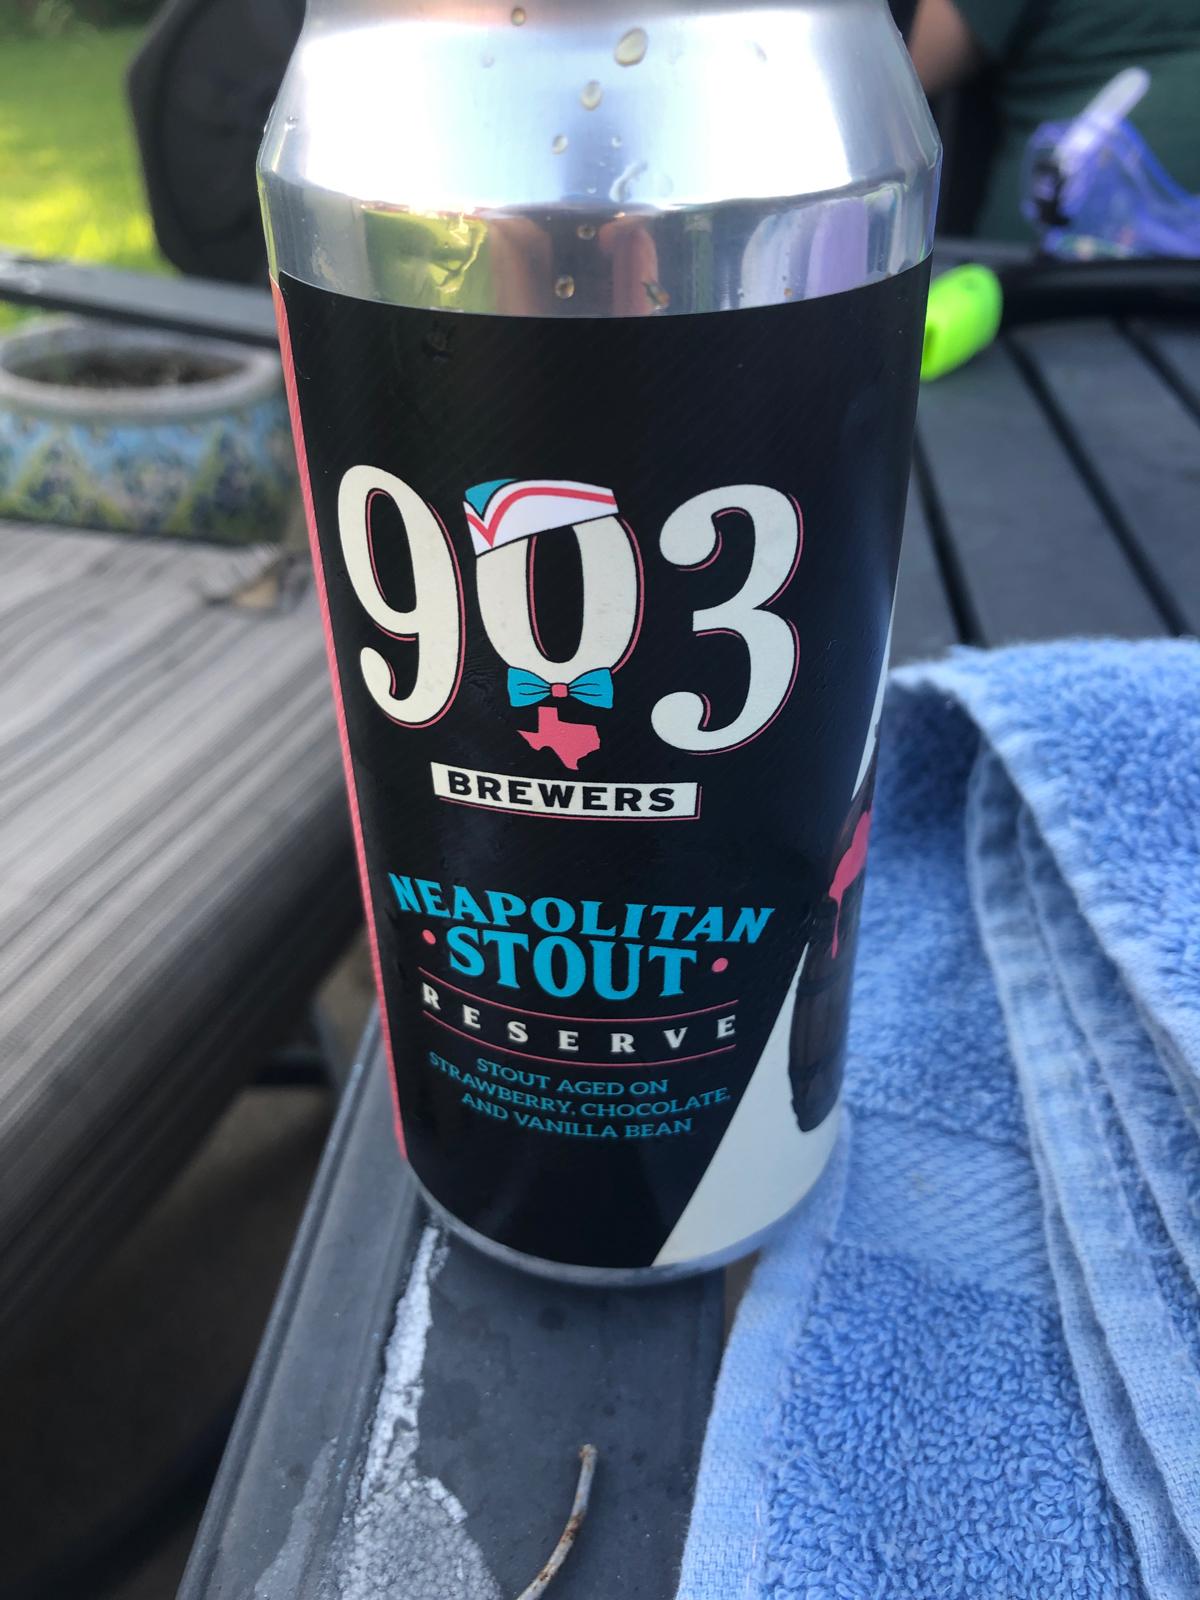 903
BREWERS
NEAPOLITAN
• STOUT •
RESERVE
STOUT AGED ON
STRAWBERRY, CHOCOLATE,
AND VANILLA BEAN